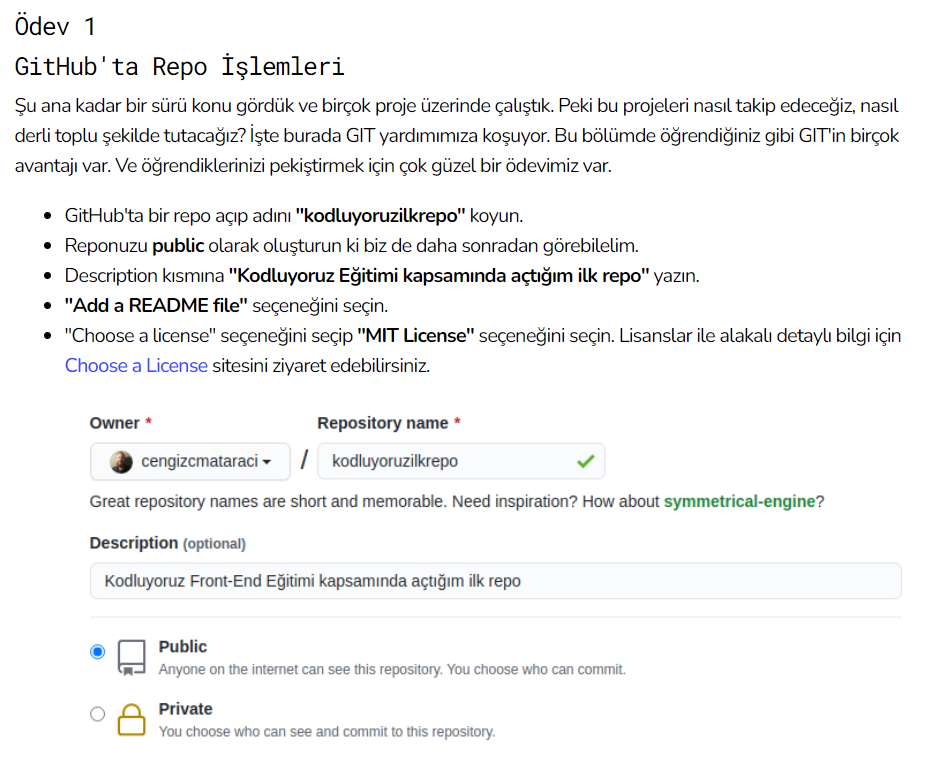 Ödev 1
GitHub'ta Repo İşlemleri
Şu ana kadar bir sürü konu gördük ve birçok proje üzerinde çalıştık. Peki bu projeleri nasıl takip edeceğiz, nasıl
derli toplu şekilde tutacağız? İşte burada GIT yardımımıza koşuyor. Bu bölümde öğrendiğiniz gibi GIT'in birçok
avantajı var. Ve öğrendiklerinizi pekiştirmek için çok güzel bir ödevimiz var.
GitHub'ta bir repo açıp adını "kodluyoruzilkrepo" koyun.
Reponuzu public olarak oluşturun ki biz de daha sonradan görebilelim.
Description kısmına "Kodluyoruz Eğitimi kapsamında açtığım ilk repo" yazın.
"Add a README file" seçeneğini seçin.
"Choose a license" seçeneğini seçip "MIT License" seçeneğini seçin. Lisanslar ile alakalı detaylı bilgi için
Choose a License sitesini ziyaret edebilirsiniz.
Owner * Repository name *
cengizcmataraci / kodluyoruzilkrepo
Great repository names are short and memorable. Need inspiration? How about symmetrical-engine?
Description (optional)
Kodluyoruz Front-End Eğitimi kapsamında açtığım ilk repo
Public
Anyone on the internet can see this repository. You choose who can commit.
Private
You choose who can see and commit to this repository.